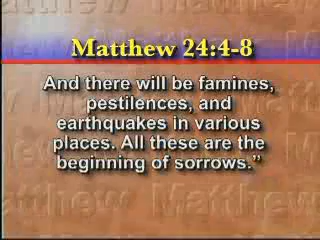 Matthew 24:4-8
And there will be famines,
pestilences, and
earthquakes in various
places. All these are the
beginning of sorrows.”